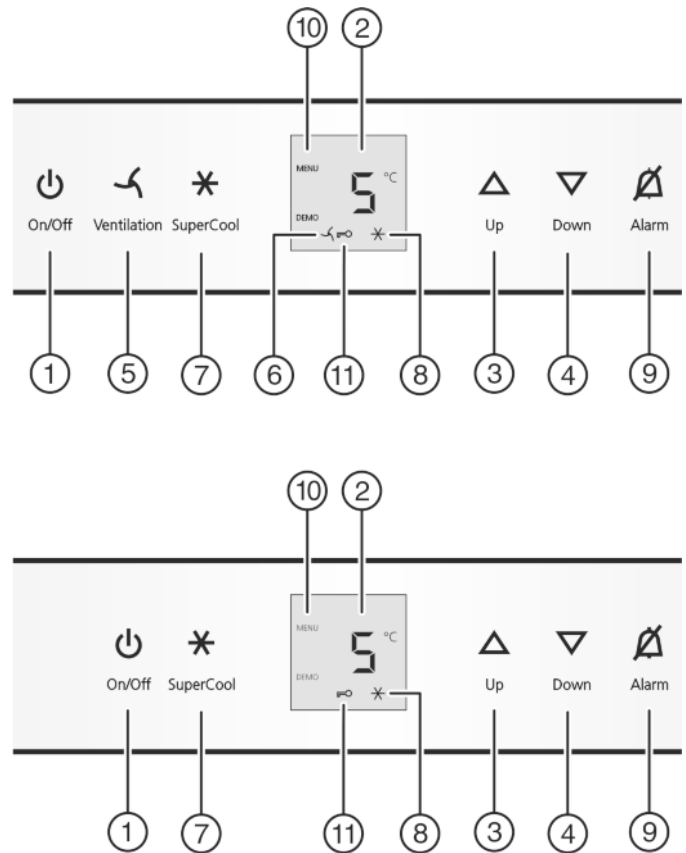 10 2
MENU
5 °C
DEMO
On/Off Ventilation SuperCool Up Down Alarm
1 5 7 6 11 8 3 4 9
10 2
MENU
5 °C
DEMO
On/Off SuperCool Up Down Alarm
1 7 11 8 3 4 9